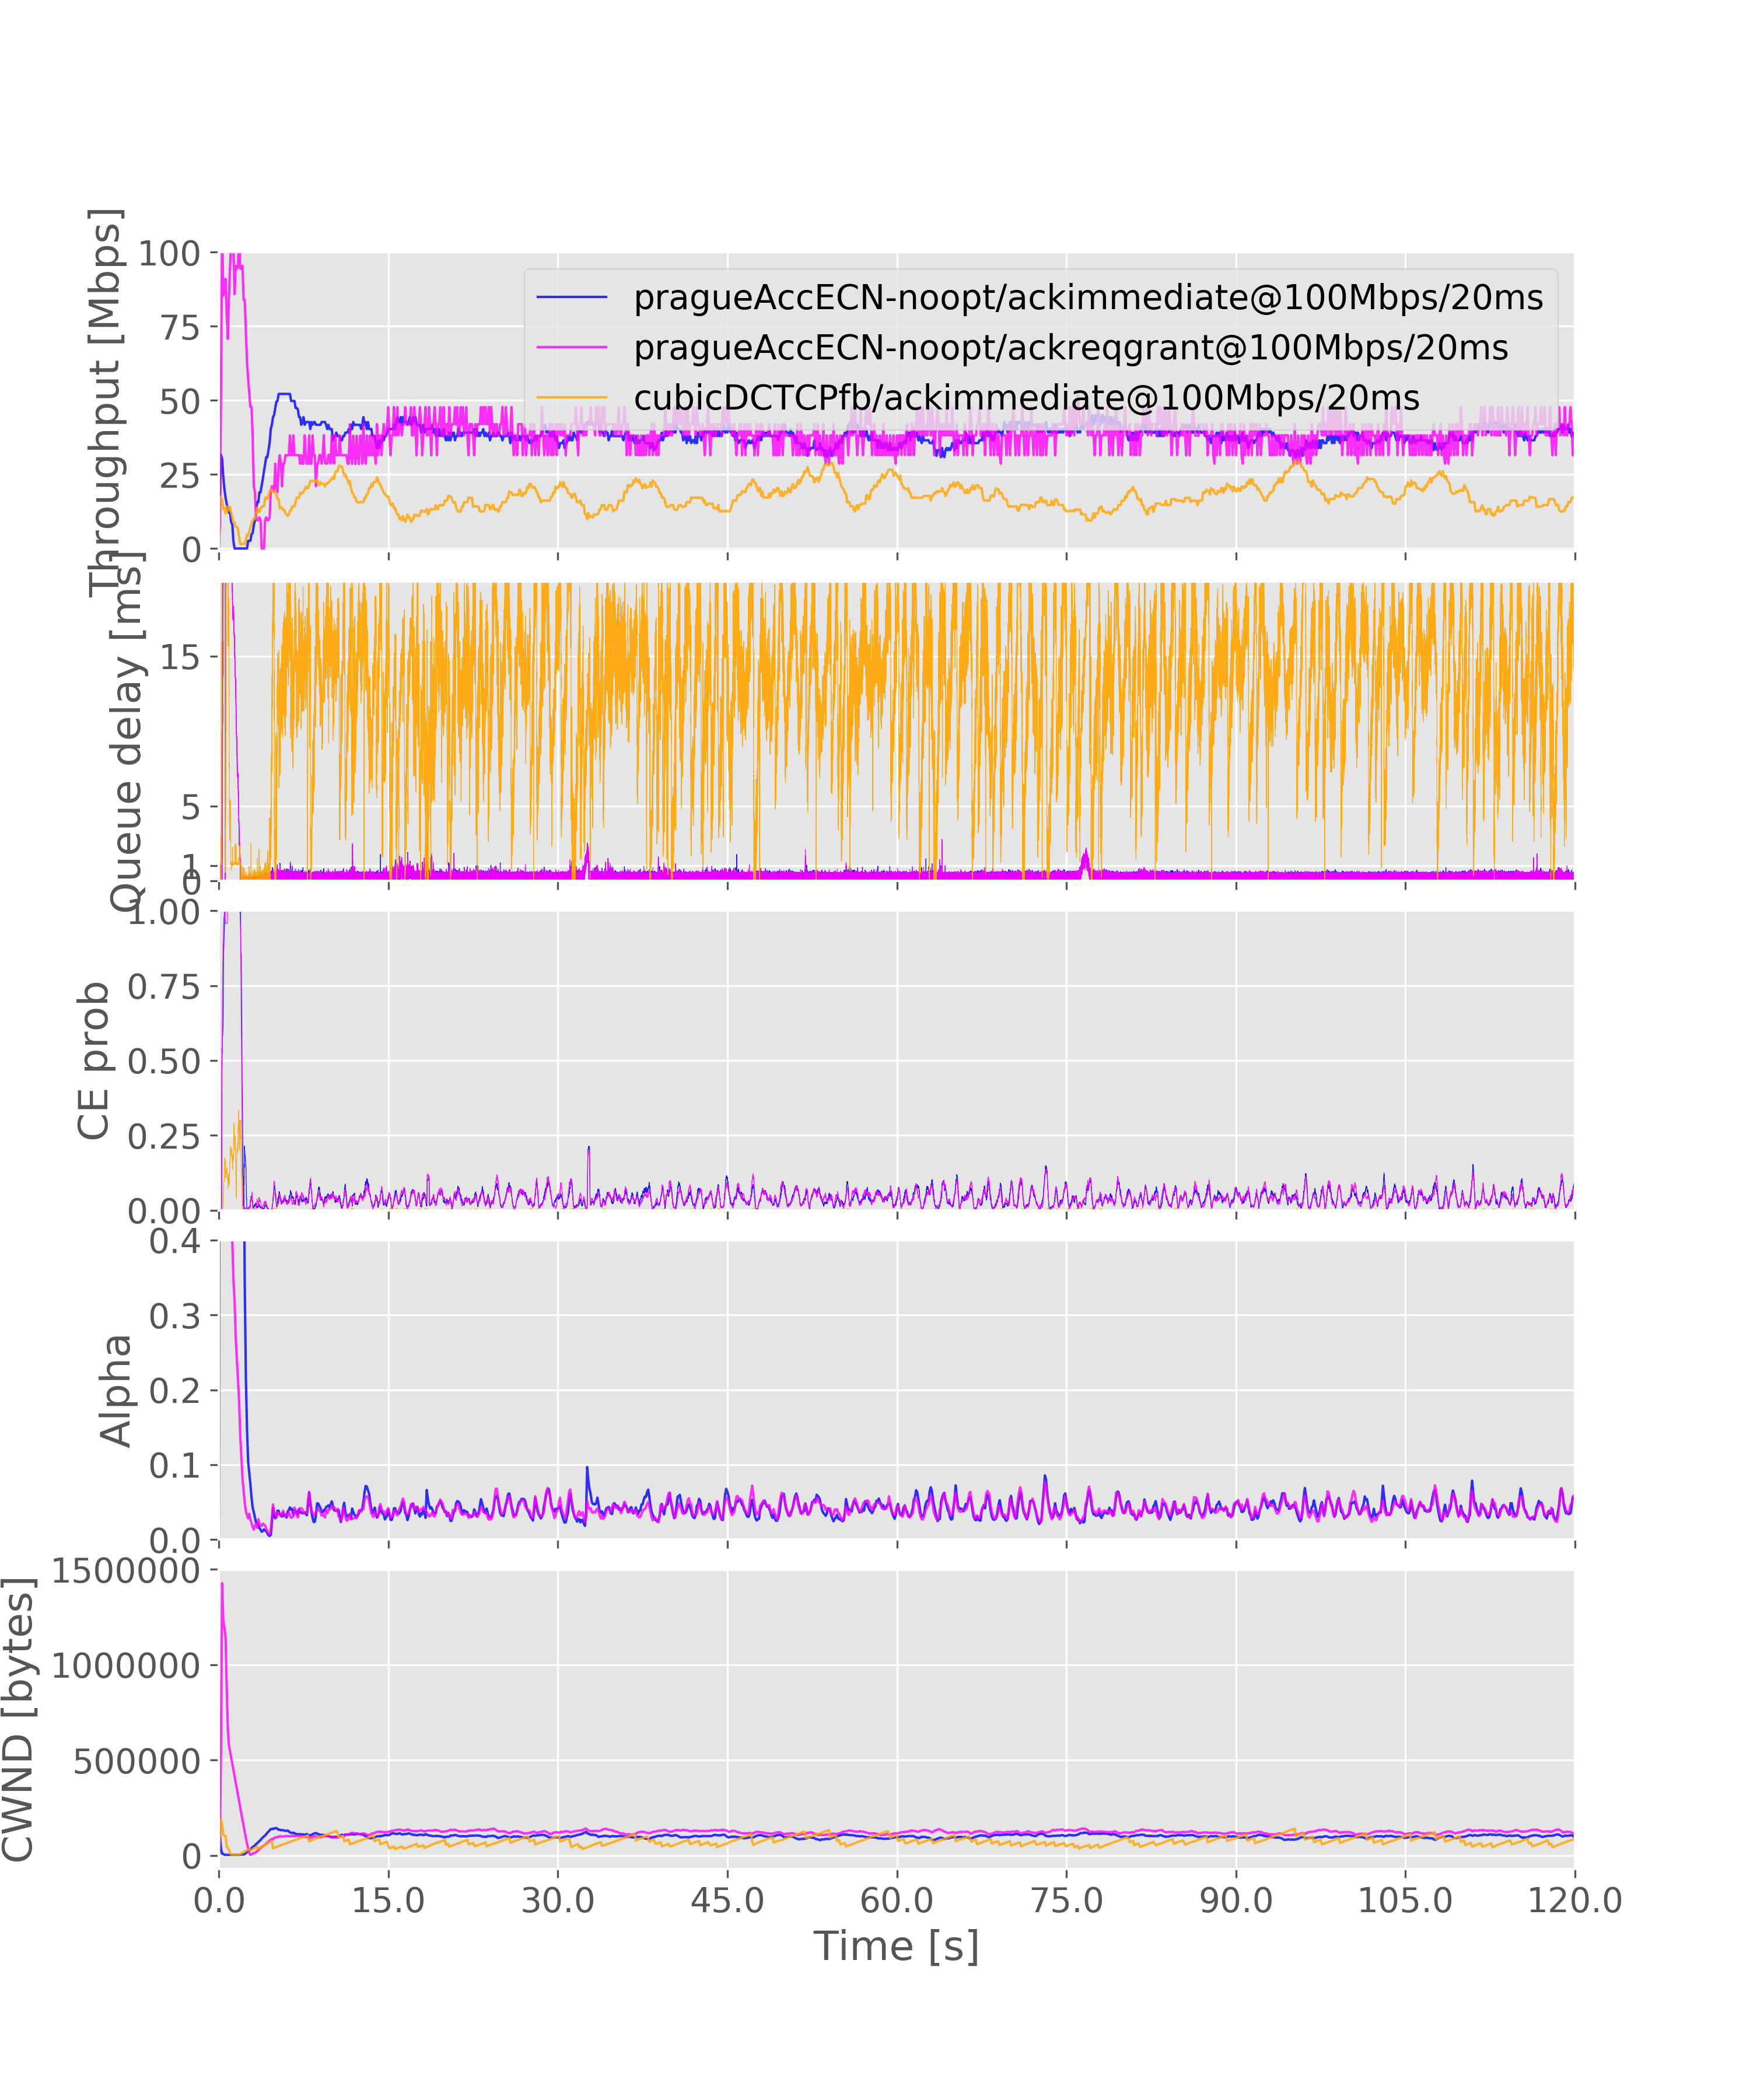 Throughput [Mbps]
100
75
50
25
0
pragueAccECN-noopt/ackimmediate@100Mbps/20ms
pragueAccECN-noopt/ackreqgrant@100Mbps/20ms
cubicDCTCPfb/ackimmediate@100Mbps/20ms
Queue delay [ms]
15
5
1
0
CE prob
1.00
0.75
0.50
0.25
0.00
Alpha
0.4
0.3
0.2
0.1
0.0
CWND [bytes]
1500000
1000000
500000
0
0.0 15.0 30.0 45.0 60.0 75.0 90.0 105.0 120.0
Time [s]